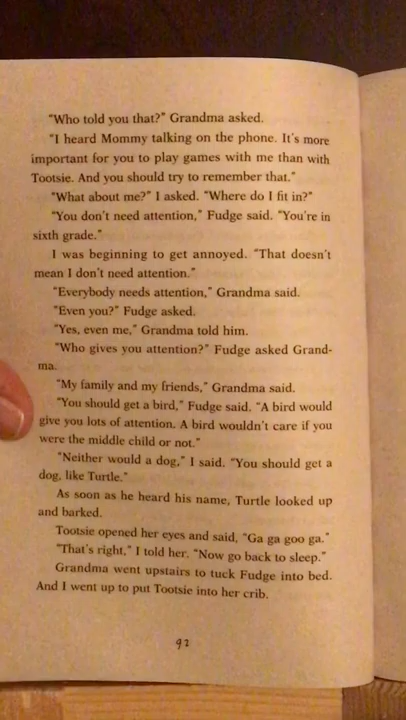 "Who told you that?" Grandma asked.
"I heard Mommy talking on the phone. It's more
important for you to play games with me than with
Tootsie. And you should try to remember that."
"What about me?" I asked. "Where do I fit in?"
"You don't need attention," Fudge said. "You're in
sixth grade."
I was beginning to get annoyed. "That doesn't
mean I don't need attention."
"Everybody needs attention," Grandma said.
"Even you?" Fudge asked.
"Yes, even me," Grandma told him.
"Who gives you attention?" Fudge asked Grand-
ma.
"My family and my friends," Grandma said.
"You should get a bird," Fudge said. "A bird would
give you lots of attention. A bird wouldn't care if you
were the middle child or not."
"Neither would a dog," I said. "You should get a
dog, like Turtle."
As soon as he heard his name, Turtle looked up
and barked.
Tootsie opened her eyes and said, "Ga ga goo ga."
"That's right," I told her. "Now go back to sleep."
Grandma went upstairs to tuck Fudge into bed.
And I went up to put Tootsie into her crib.
92